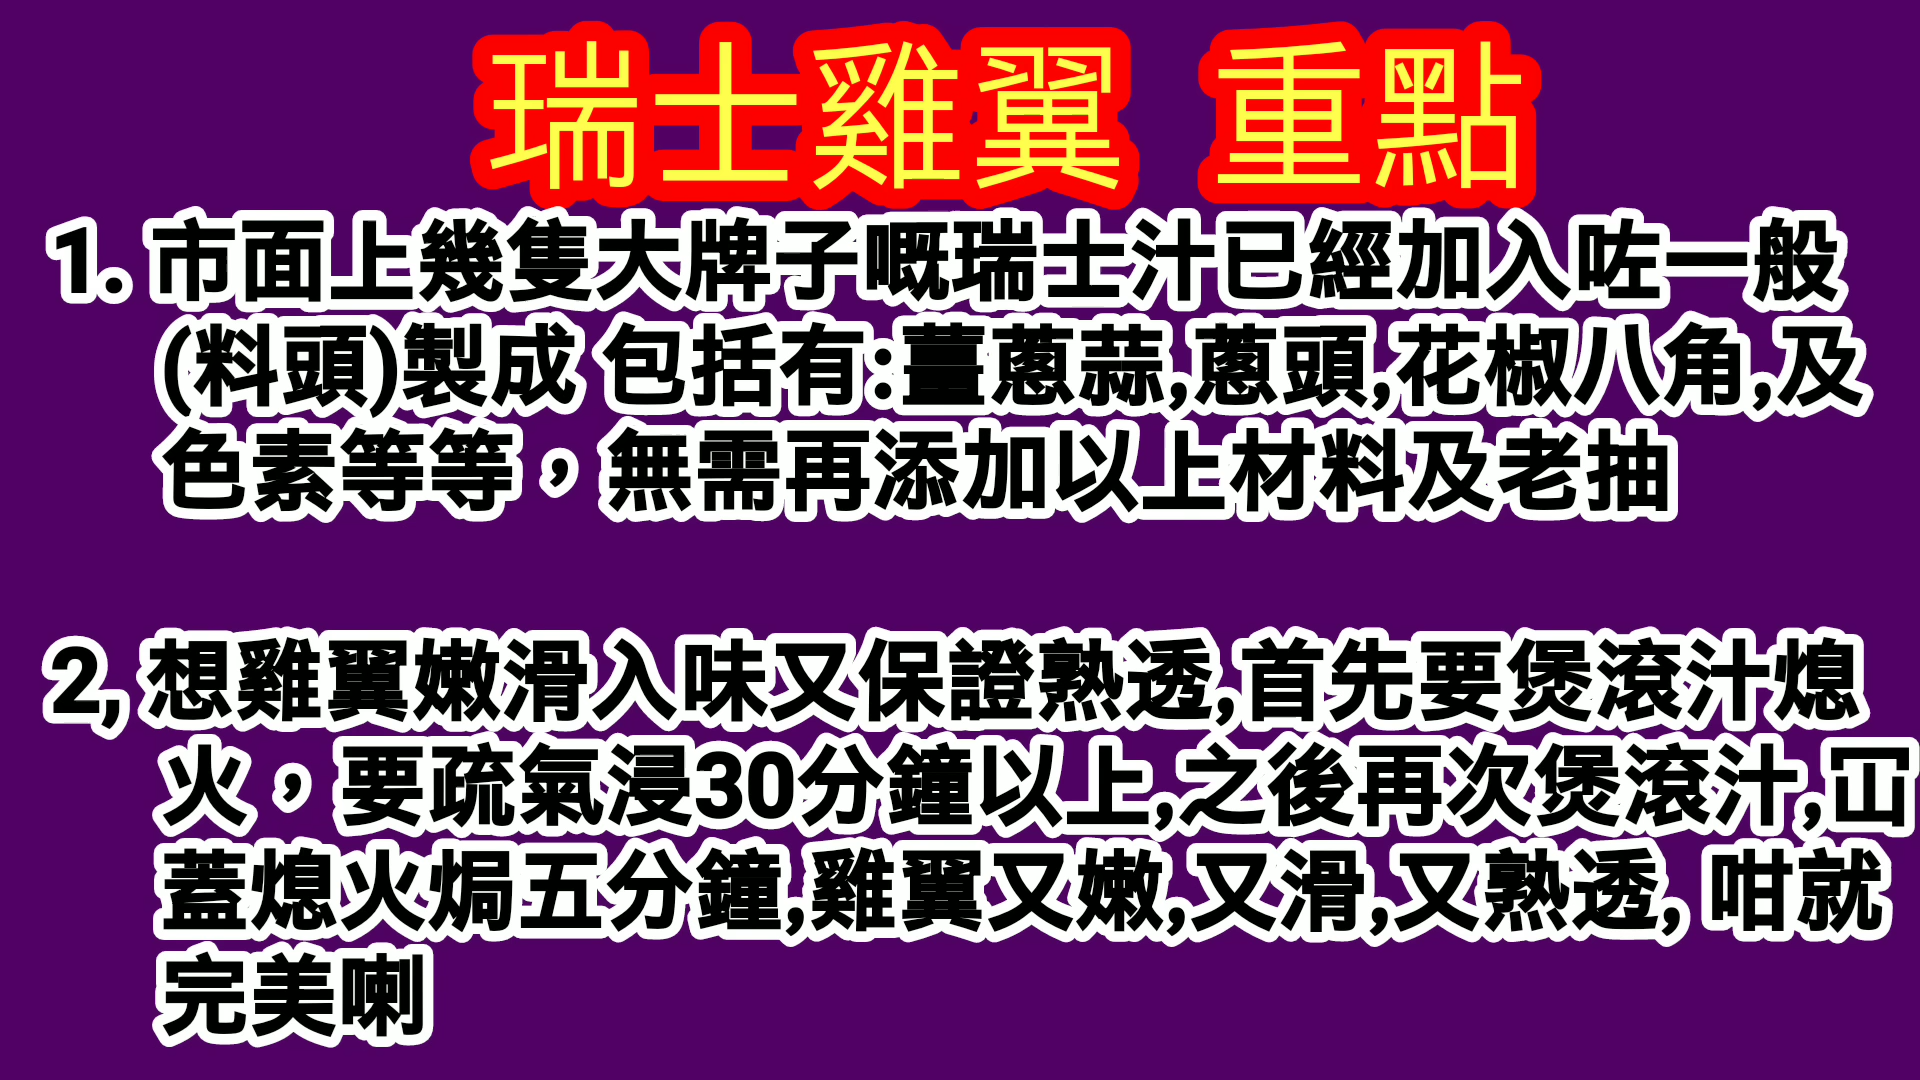 瑞士雞翼 重點
1. 市面上幾隻大牌子嘅瑞士汁已經加入咗一般
(料頭)製成 包括有:薑蔥蒜,蔥頭,花椒八角,及
色素等等，無需再添加以上材料及老抽
2, 想雞翼嫩滑入味又保證熟透,首先要煲滾汁熄
火，要疏氣浸30分鐘以上,之後再次煲滾汁,冚
蓋熄火焗五分鐘,雞翼又嫩,又滑,又熟透, 咁就
完美喇